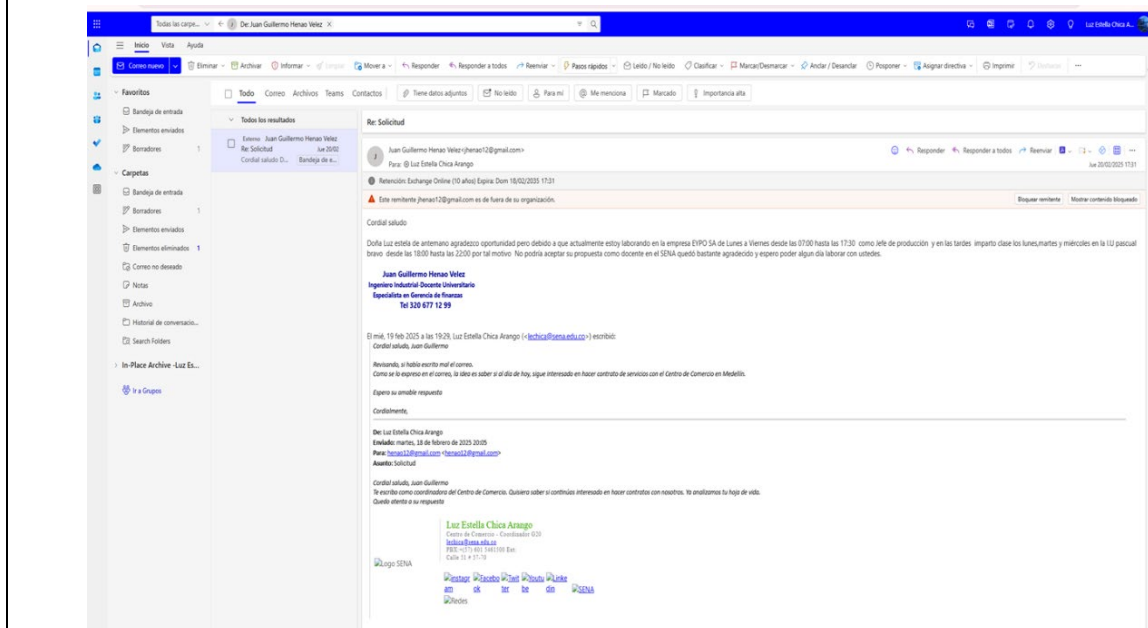 Todas las carpe...
De: Juan Guillermo Henao Velez
Luz Estella Chica A...
Inicio Vista Ayuda
Correo nuevo Eliminar Archivar Informar Mover a Responder Responder a todos Reenviar Pasos rápidos Leído / No leído Clasificar Marcar/Desmarcar Anclar / Desanclar Posponer Asignar directiva Imprimir
Favoritos
Bandeja de entrada
Elementos enviados
Borradores 1
Carpetas
Bandeja de entrada
Borradores 1
Elementos enviados
Elementos eliminados 1
Correo no deseado
Notas
Archivo
Historial de conversacio...
Search Folders
In-Place Archive -Luz Es...
Ir a Grupos
Todo Correo Archivos Teams Contactos Tiene datos adjuntos No leído Para mí Me menciona Marcado Importancia alta
Todos los resultados
Externo Juan Guillermo Henao Velez
Re: Solicitud Jue 20/02
Cordial saludo D... Bandeja de e...
Re: Solicitud
J
Juan Guillermo Henao Velez<jhenao12@gmail.com>
Para: Luz Estella Chica Arango
Responder Responder a todos Reenviar
Jue 20/02/2025 17:31
Retención: Exchange Online (10 años) Expira: Dom 18/02/2035 17:31
Este remitente jhenao12@gmail.com es de fuera de su organización.
Bloquear remitente Mostrar contenido bloqueado
Cordial saludo
Doña Luz estela de antemano agradezco oportunidad pero debido a que actualmente estoy laborando en la empresa EYPO SA de Lunes a Viernes desde las 07:00 hasta las 17:30 como Jefe de producción y en las tardes imparto clase los lunes,martes y miércoles en la I.U pascual
bravo desde las 18:00 hasta las 22:00 por tal motivo No podría aceptar su propuesta como docente en el SENA quedó bastante agradecido y espero poder algun día laborar con ustedes.
Juan Guillermo Henao Velez
Ingeniero Industrial-Docente Universitario
Especialista en Gerencia de finanzas
Tel 320 677 12 99
El mié, 19 feb 2025 a las 19:29, Luz Estella Chica Arango (<lechica@sena.edu.co>) escribió:
Cordial saludo, Juan Guillermo
Revisando, si había escrito mal el correo.
Como se lo expreso en el correo, la idea es saber si al día de hoy, sigue interesado en hacer contrato de servicios con el Centro de Comercio en Medellín.
Espero su amable respuesta
Cordialmente,
De: Luz Estella Chica Arango
Enviado: martes, 18 de febrero de 2025 20:05
Para: henao12@gmail.com <henao12@gmail.com>
Asunto: Solicitud
Cordial saludo, Juan Guillermo
Te escribo como coordinadora del Centro de Comercio. Quisiera saber si continúas interesado en hacer contratos con nosotros. Ya analizamos tu hoja de vida.
Quedo atenta a su respuesta
Luz Estella Chica Arango
Centro de Comercio - Coordinador G20
lechica@sena.edu.co
Logo SENA
instagr am Facebo ok Twit ter Youtu be Linke din SENA
Redes